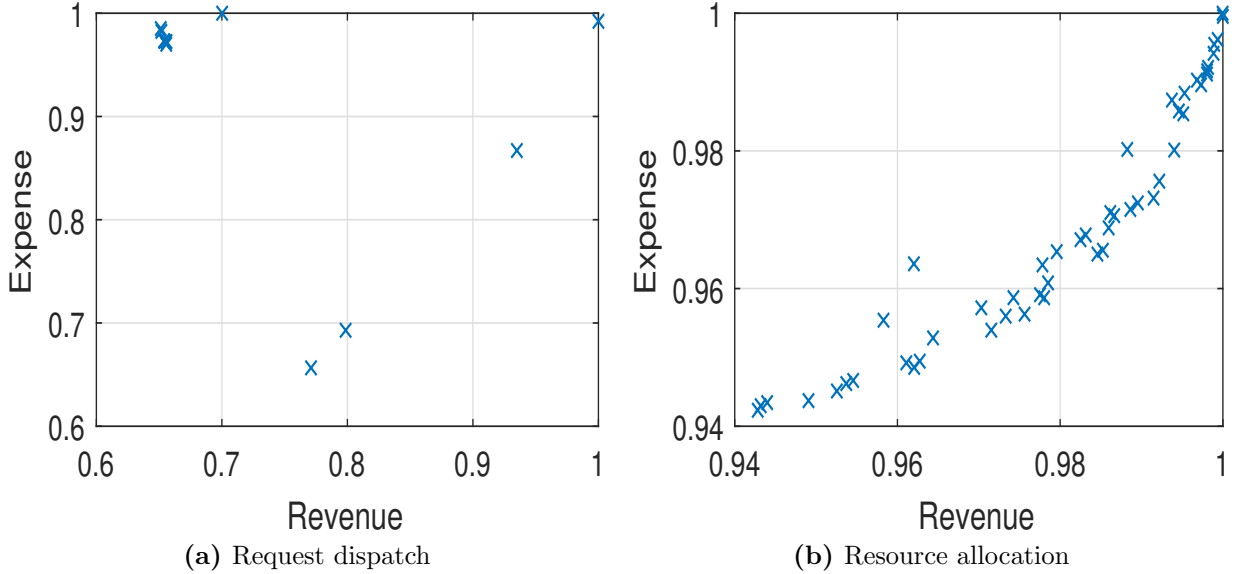 1
0.9
0.8
0.7
0.6
Expense
0.6 0.7 0.8 0.9 1
Revenue
(a) Request dispatch
1
0.98
0.96
0.94
Expense
0.94 0.96 0.98 1
Revenue
(b) Resource allocation